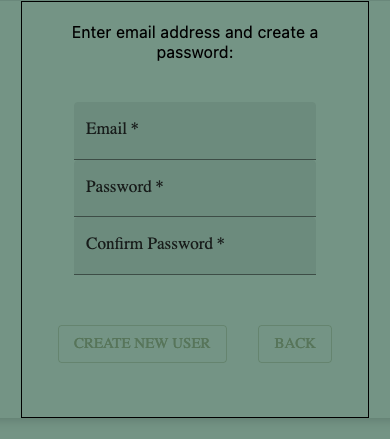 Enter email address and create a
password:
Email *
Password *
Confirm Password *
CREATE NEW USER
BACK